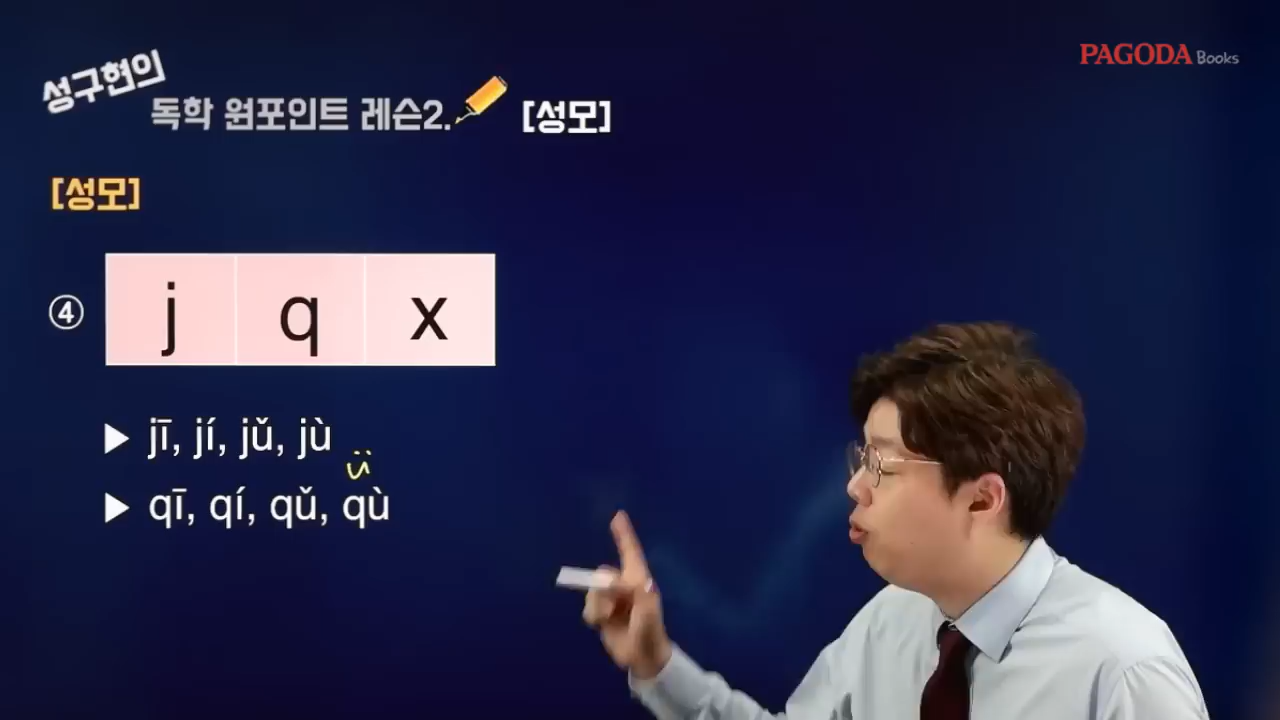 PAGODA Books
성구현의
독학 원포인트 레슨2. [성모]
[성모]
④ j q x
▶ jī, jí, jǔ, jù
ü
▶ qī, qí, qǔ, qù